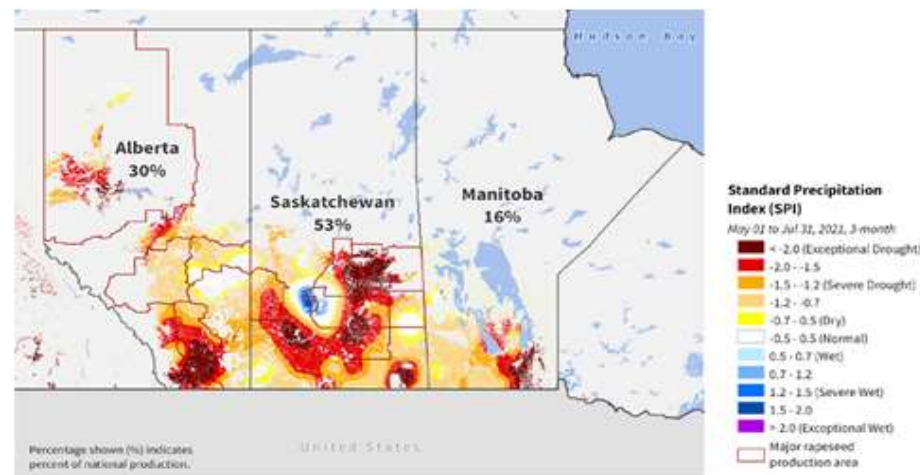 Hudson Bay
Alberta
30%
Saskatchewan
53%
Manitoba
16%
United States
Percentage shown (%) indicates
percent of national production.
Standard Precipitation
Index (SPI)
May 01 to Jul 31, 2021, 3-month
< -2.0 (Exceptional Drought)
-2.0 - -1.5
-1.5 - -1.2 (Severe Drought)
-1.2 - -0.7
-0.7 - 0.5 (Dry)
-0.5 - 0.5 (Normal)
0.5 - 0.7 (Wet)
0.7 - 1.2
1.2 - 1.5 (Severe Wet)
1.5 - 2.0
> 2.0 (Exceptional Wet)
Major rapeseed
production area